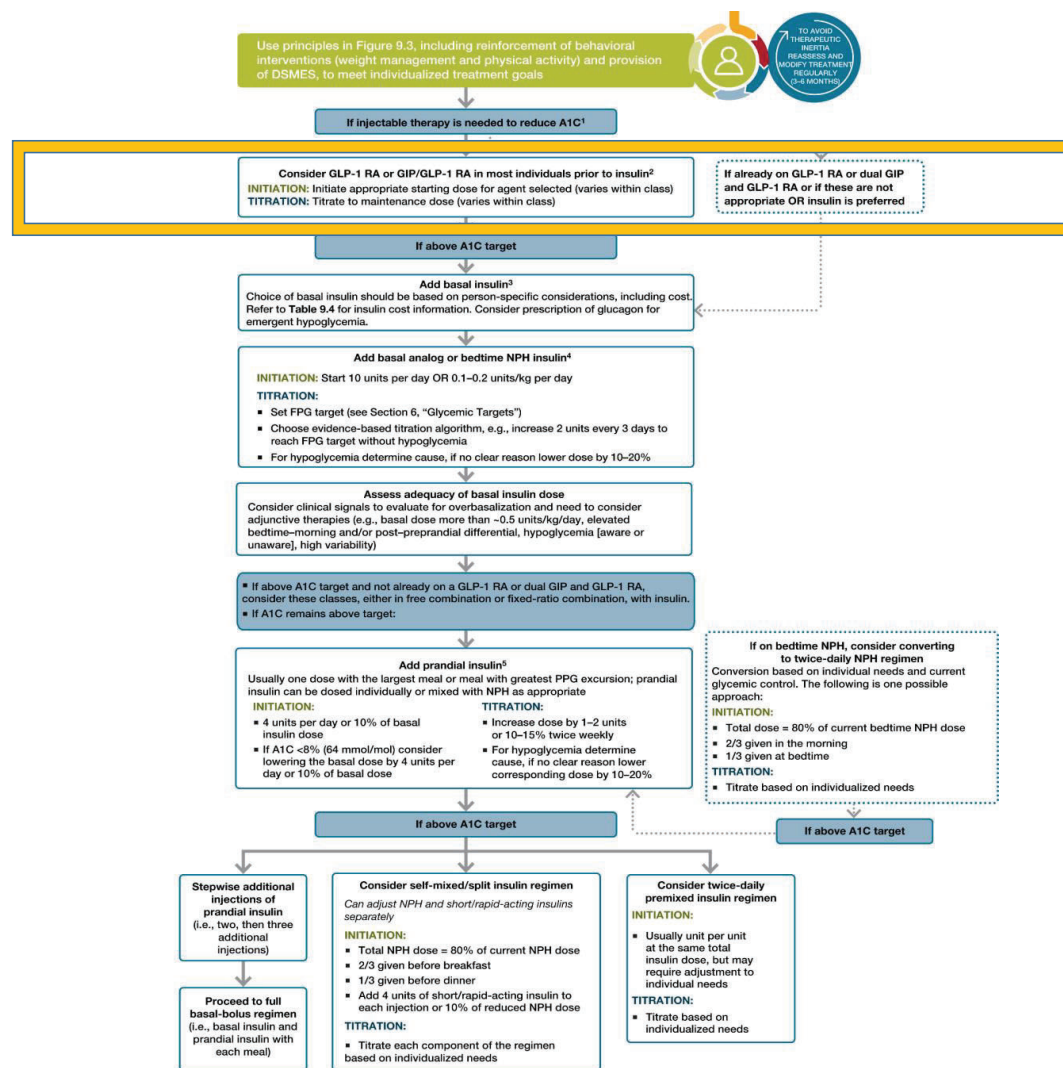 Use principles in Figure 9.3, including reinforcement of behavioral
interventions (weight management and physical activity) and provision
of DSMES, to meet individualized treatment goals
TO AVOID
THERAPEUTIC
INERTIA
REASSESS AND
MODIFY TREATMENT
REGULARLY
(3–6 MONTHS)
If injectable therapy is needed to reduce A1C¹
Consider GLP-1 RA or GIP/GLP-1 RA in most individuals prior to insulin²
INITIATION: Initiate appropriate starting dose for agent selected (varies within class)
TITRATION: Titrate to maintenance dose (varies within class)
If already on GLP-1 RA or dual GIP
and GLP-1 RA or if these are not
appropriate OR insulin is preferred
If above A1C target
Add basal insulin³
Choice of basal insulin should be based on person-specific considerations, including cost.
Refer to Table 9.4 for insulin cost information. Consider prescription of glucagon for
emergent hypoglycemia.
Add basal analog or bedtime NPH insulin⁴
INITIATION: Start 10 units per day OR 0.1–0.2 units/kg per day
TITRATION:
▪ Set FPG target (see Section 6, “Glycemic Targets”)
▪ Choose evidence-based titration algorithm, e.g., increase 2 units every 3 days to
reach FPG target without hypoglycemia
▪ For hypoglycemia determine cause, if no clear reason lower dose by 10–20%
Assess adequacy of basal insulin dose
Consider clinical signals to evaluate for overbasalization and need to consider
adjunctive therapies (e.g., basal dose more than ~0.5 units/kg/day, elevated
bedtime–morning and/or post–preprandial differential, hypoglycemia [aware or
unaware], high variability)
▪ If above A1C target and not already on a GLP-1 RA or dual GIP and GLP-1 RA,
consider these classes, either in free combination or fixed-ratio combination, with insulin.
▪ If A1C remains above target:
Add prandial insulin⁵
Usually one dose with the largest meal or meal with greatest PPG excursion; prandial
insulin can be dosed individually or mixed with NPH as appropriate
INITIATION:
▪ 4 units per day or 10% of basal
insulin dose
▪ If A1C <8% (64 mmol/mol) consider
lowering the basal dose by 4 units per
day or 10% of basal dose
TITRATION:
▪ Increase dose by 1–2 units
or 10–15% twice weekly
▪ For hypoglycemia determine
cause, if no clear reason lower
corresponding dose by 10–20%
If on bedtime NPH, consider converting
to twice-daily NPH regimen
Conversion based on individual needs and current
glycemic control. The following is one possible
approach:
INITIATION:
▪ Total dose = 80% of current bedtime NPH dose
▪ 2/3 given in the morning
▪ 1/3 given at bedtime
TITRATION:
▪ Titrate based on individualized needs
If above A1C target
If above A1C target
Stepwise additional
injections of
prandial insulin
(i.e., two, then three
additional
injections)
Proceed to full
basal-bolus regimen
(i.e., basal insulin and
prandial insulin with
each meal)
Consider self-mixed/split insulin regimen
Can adjust NPH and short/rapid-acting insulins
separately
INITIATION:
▪ Total NPH dose = 80% of current NPH dose
▪ 2/3 given before breakfast
▪ 1/3 given before dinner
▪ Add 4 units of short/rapid-acting insulin to
each injection or 10% of reduced NPH dose
TITRATION:
▪ Titrate each component of the regimen
based on individualized needs
Consider twice-daily
premixed insulin regimen
INITIATION:
▪ Usually unit per unit
at the same total
insulin dose, but may
require adjustment to
individual needs
TITRATION:
▪ Titrate based on
individualized needs